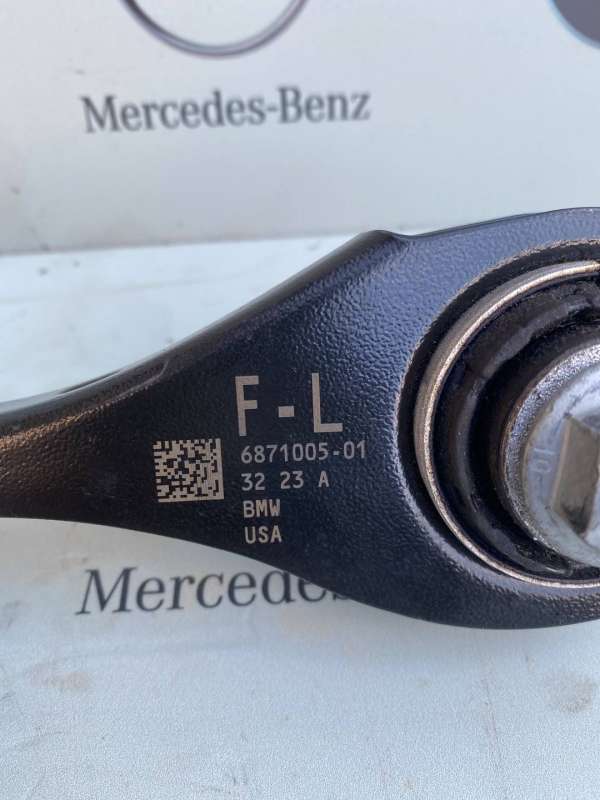 Mercedes-Benz
F - L
6871005-01
32 23 A
BMW
USA
Mercedes-